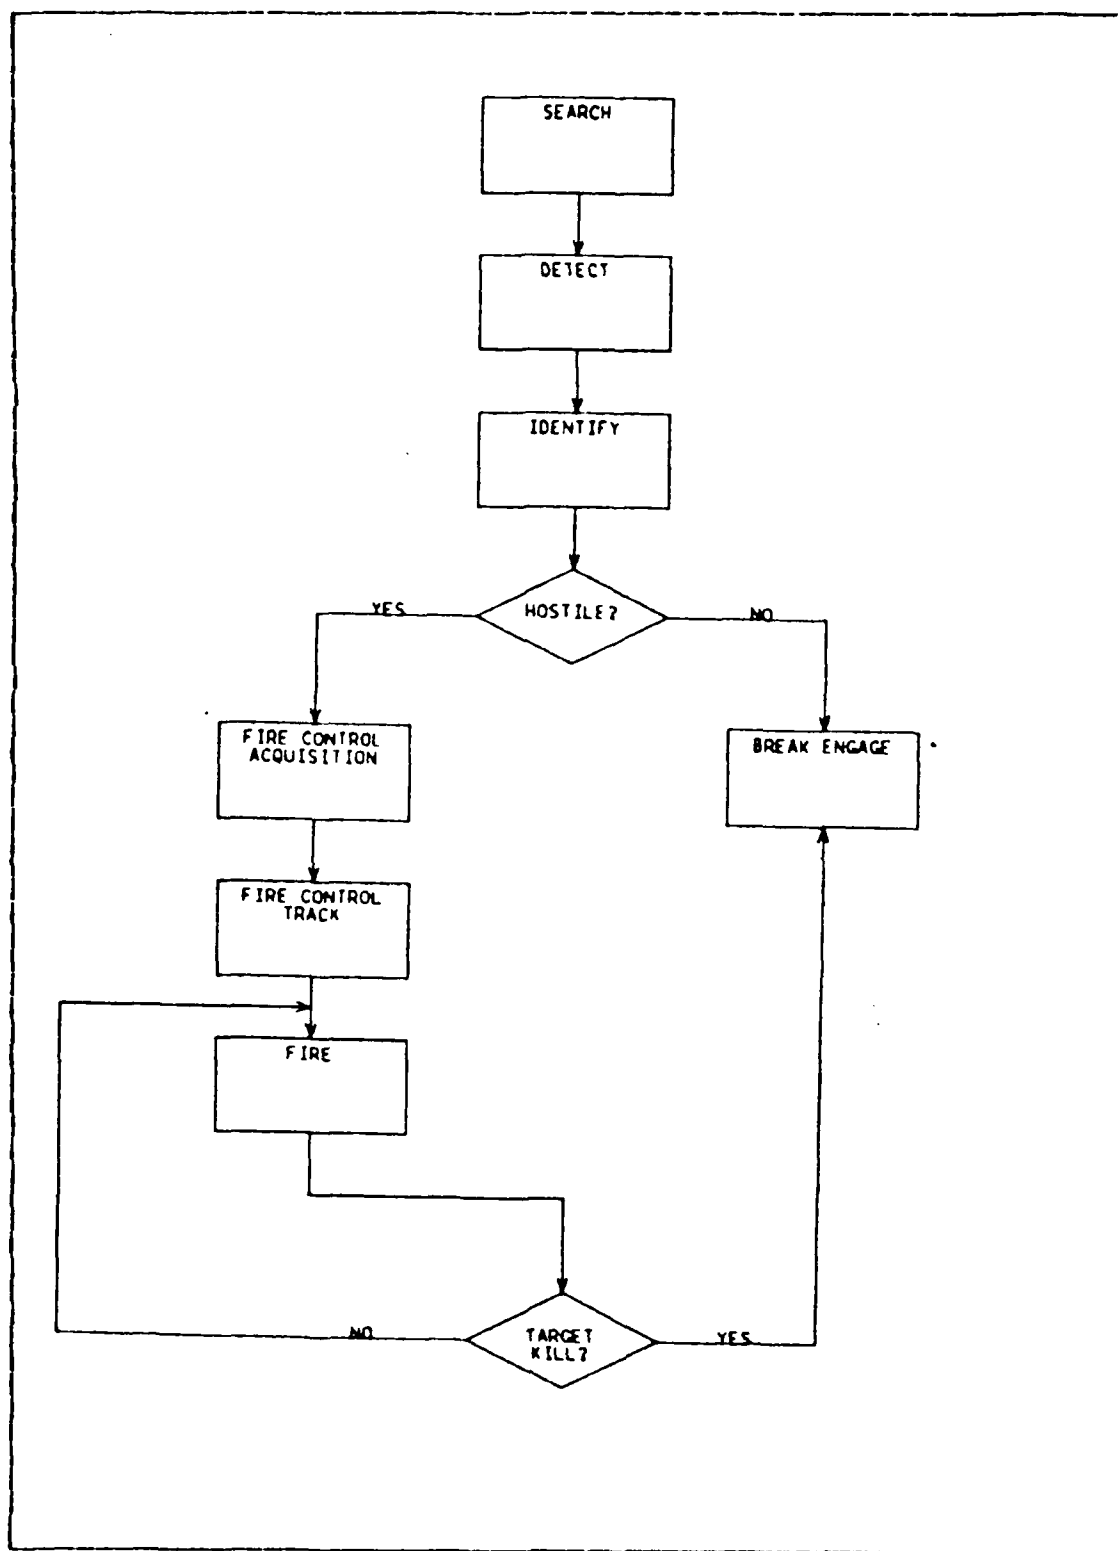 SEARCH
DETECT
IDENTIFY
HOSTILE?
YES
NO
FIRE CONTROL
ACQUISITION
BREAK ENGAGE
FIRE CONTROL
TRACK
FIRE
NO
TARGET
KILL?
YES